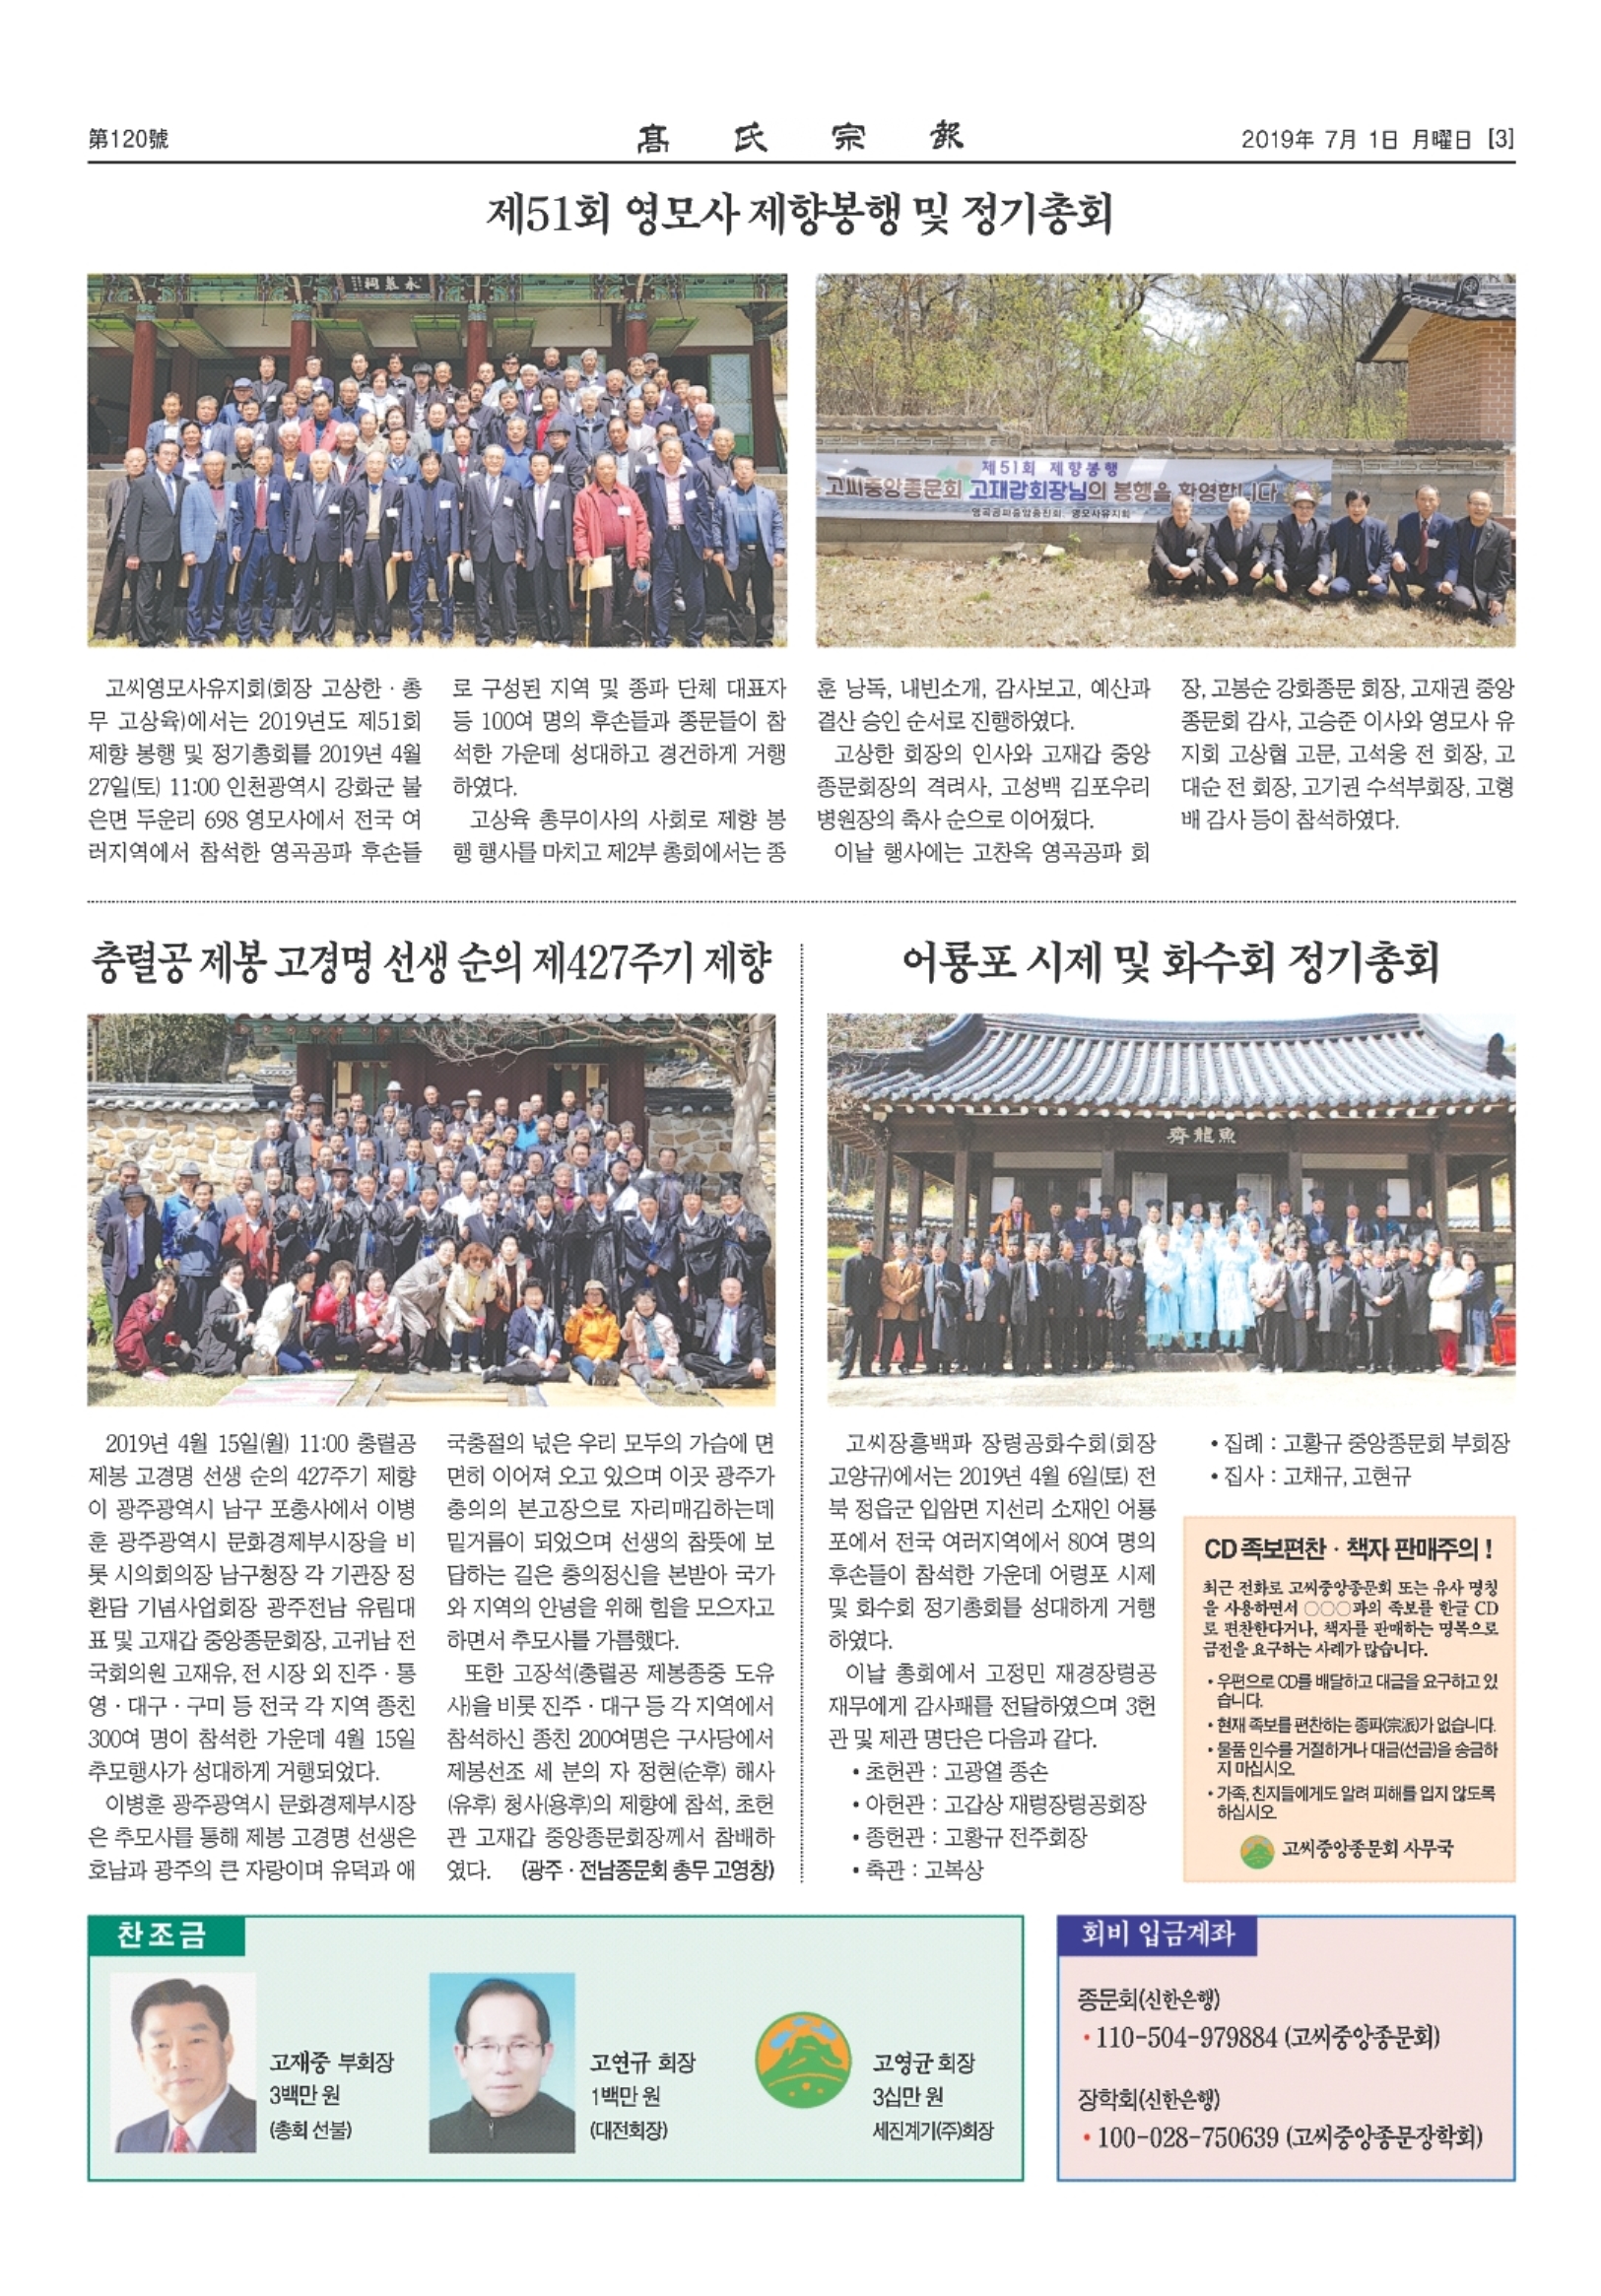 第120號
髙 氏 宗 報
2019年 7月 1日 月曜日 [3]
제51회 영모사 제향봉행 및 정기총회
제51회 제향봉행
고씨중앙종문회 고재갑회장님의 봉행을 환영합니다
영곡공파중앙종친회, 영모사유지회
고씨영모사유지회(회장 고상한 · 총
무 고상육)에서는 2019년도 제51회
제향 봉행 및 정기총회를 2019년 4월
27일(토) 11:00 인천광역시 강화군 불
은면 두운리 698 영모사에서 전국 여
러지역에서 참석한 영곡공파 후손들
로 구성된 지역 및 종파 단체 대표자
등 100여 명의 후손들과 종문들이 참
석한 가운데 성대하고 경건하게 거행
하였다.
고상육 총무이사의 사회로 제향 봉
행 행사를 마치고 제2부 총회에서는 종
훈 낭독, 내빈소개, 감사보고, 예산과
결산 승인 순서로 진행하였다.
고상한 회장의 인사와 고재갑 중앙
종문회장의 격려사, 고성백 김포우리
병원장의 축사 순으로 이어졌다.
이날 행사에는 고찬옥 영곡공파 회
장, 고봉순 강화종문 회장, 고재권 중앙
종문회 감사, 고승준 이사와 영모사 유
지회 고상협 고문, 고석웅 전 회장, 고
대순 전 회장, 고기권 수석부회장, 고형
배 감사 등이 참석하였다.
충렬공 제봉 고경명 선생 순의 제427주기 제향
2019년 4월 15일(월) 11:00 충렬공
제봉 고경명 선생 순의 427주기 제향
이 광주광역시 남구 포충사에서 이병
훈 광주광역시 문화경제부시장을 비
롯 시의회의장 남구청장 각 기관장 정
환담 기념사업회장 광주전남 유림대
표 및 고재갑 중앙종문회장, 고귀남 전
국회의원 고재유, 전 시장 외 진주 · 통
영 · 대구 · 구미 등 전국 각 지역 종친
300여 명이 참석한 가운데 4월 15일
추모행사가 성대하게 거행되었다.
이병훈 광주광역시 문화경제부시장
은 추모사를 통해 제봉 고경명 선생은
호남과 광주의 큰 자랑이며 유덕과 애
국충절의 넋은 우리 모두의 가슴에 면
면히 이어져 오고 있으며 이곳 광주가
충의의 본고장으로 자리매김하는데
밑거름이 되었으며 선생의 참뜻에 보
답하는 길은 충의정신을 본받아 국가
와 지역의 안녕을 위해 힘을 모으자고
하면서 추모사를 가름했다.
또한 고장석(충렬공 제봉종중 도유
사)을 비롯 진주 · 대구 등 각 지역에서
참석하신 종친 200여명은 구사당에서
제봉선조 세 분의 자 정현(순후) 해사
(유후) 청사(용후)의 제향에 참석, 초헌
관 고재갑 중앙종문회장께서 참배하
였다. (광주 · 전남종문회 총무 고영창)
어룡포 시제 및 화수회 정기총회
齊龍魚
고씨장흥백파 장령공화수회(회장
고양규)에서는 2019년 4월 6일(토) 전
북 정읍군 입암면 지선리 소재인 어룡
포에서 전국 여러지역에서 80여 명의
후손들이 참석한 가운데 어령포 시제
및 화수회 정기총회를 성대하게 거행
하였다.
이날 총회에서 고정민 재경장령공
재무에게 감사패를 전달하였으며 3헌
관 및 제관 명단은 다음과 같다.
• 초헌관 : 고광열 종손
• 아헌관 : 고갑상 재령장령공회장
• 종헌관 : 고황규 전주회장
• 축관 : 고복상
• 집례 : 고황규 중앙종문회 부회장
• 집사 : 고채규, 고현규
CD 족보편찬 · 책자 판매주의 !
최근 전화로 고씨중앙종문회 또는 유사 명칭
을 사용하면서 ○○○파의 족보를 한글 CD
로 편찬한다거나, 책자를 판매하는 명목으로
금전을 요구하는 사례가 많습니다.
• 우편으로 CD를 배달하고 대금을 요구하고 있
습니다.
• 현재 족보를 편찬하는 종파(宗派)가 없습니다.
• 물품 인수를 거절하거나 대금(선금)을 송금하
지 마십시오.
• 가족, 친지들에게도 알려 피해를 입지 않도록
하십시오.
고씨중앙종문회 사무국
찬조금
고재중 부회장
3백만 원
(총회 선불)
고연규 회장
1백만 원
(대전회장)
고영균 회장
3십만 원
세진계기(주)회장
회비 입금계좌
종문회(신한은행)
• 110-504-979884 (고씨중앙종문회)
장학회(신한은행)
• 100-028-750639 (고씨중앙종문장학회)